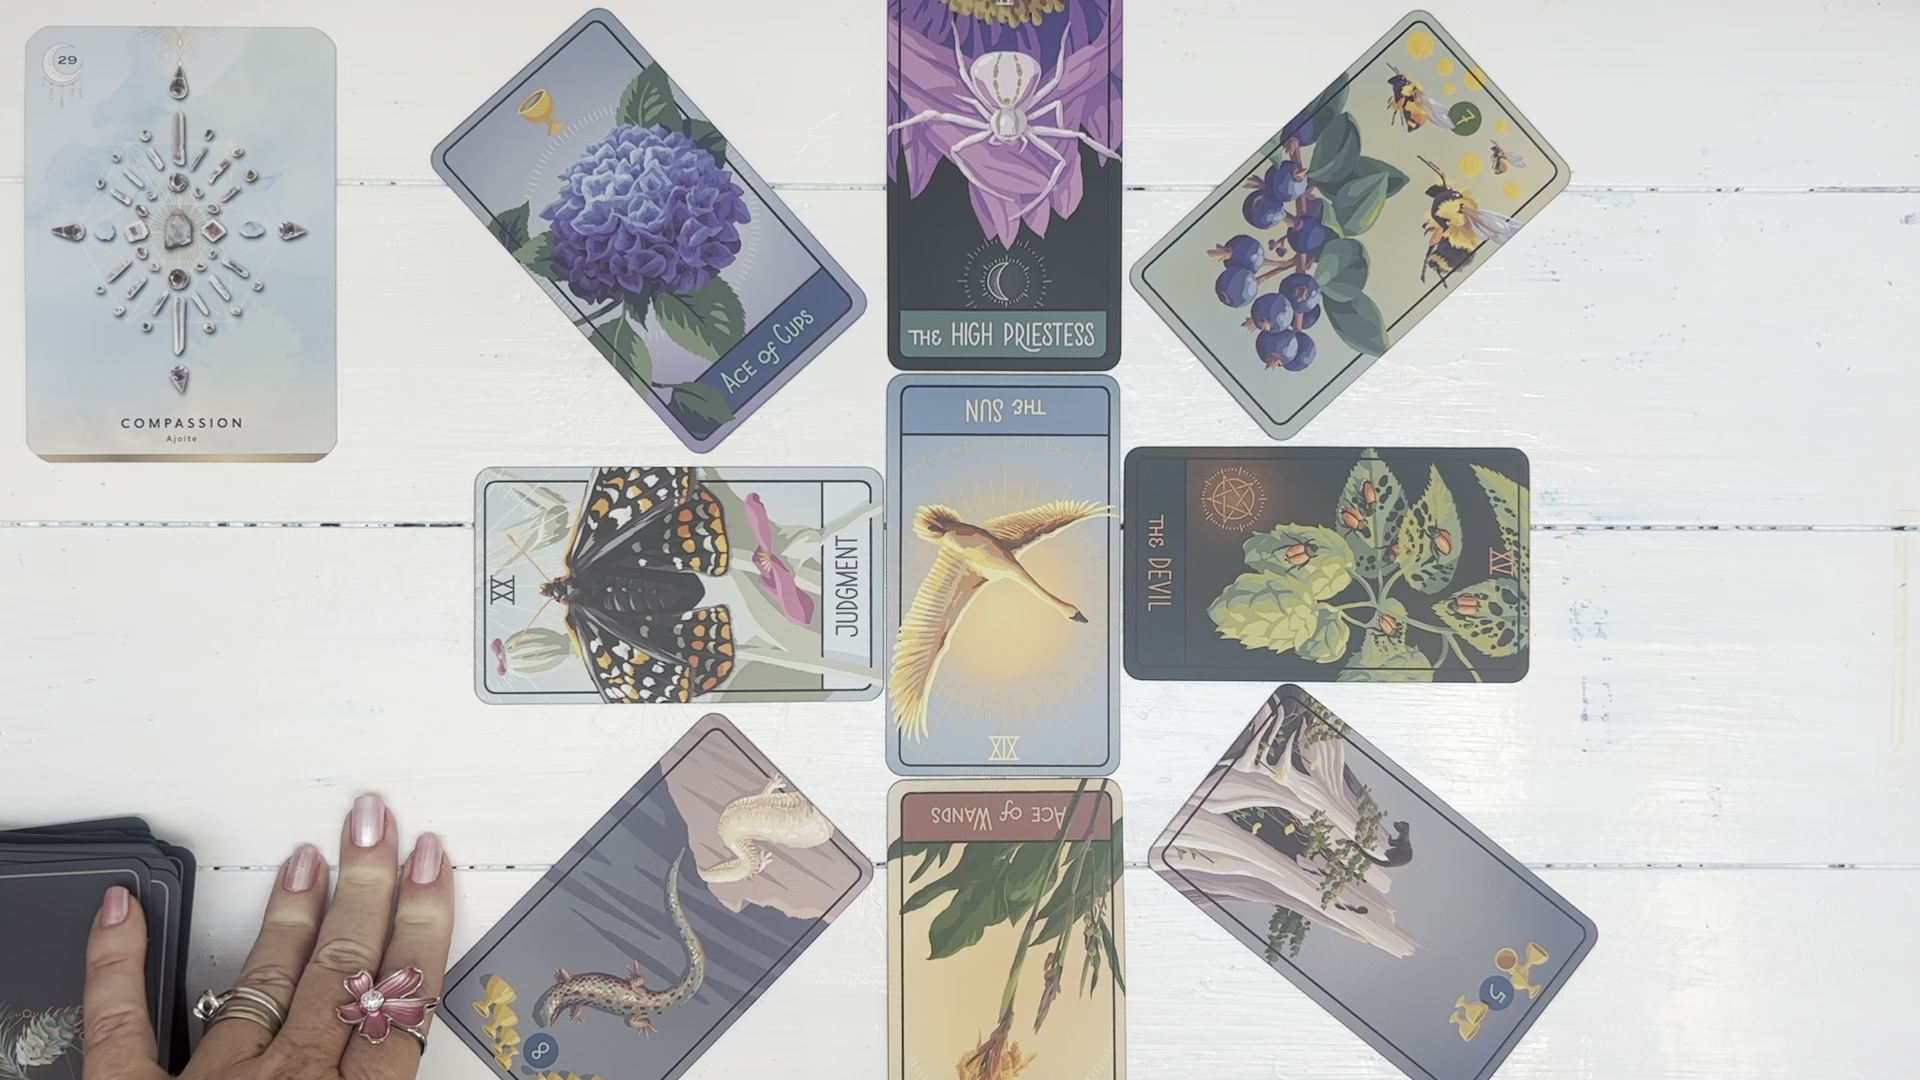 29
COMPASSION
Ajoite
ACE of CUPS
THE HIGH PRIESTESS
7
THE SUN
XIX
XX
JUDGMENT
THE DEVIL
XV
8
ACE of WANDS
5